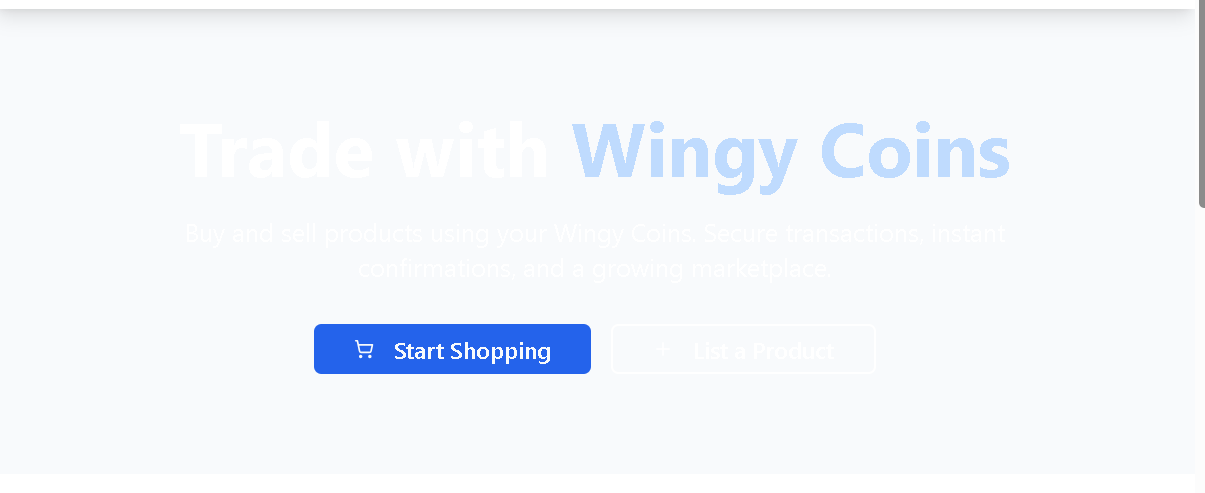 Trade with Wingy Coins
Buy and sell products using your Wingy Coins. Secure transactions, instant
confirmations, and a growing marketplace.
Start Shopping
List a Product